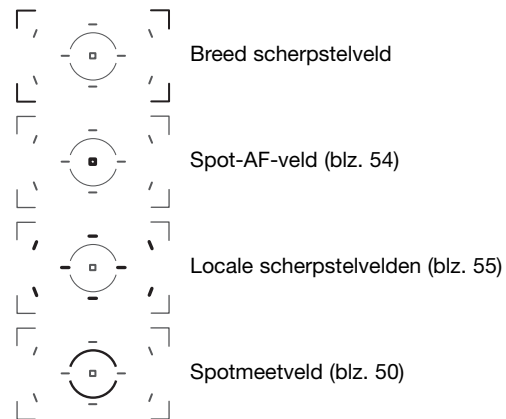 Breed scherpstelveld
Spot-AF-veld (blz. 54)
Locale scherpstelvelden (blz. 55)
Spotmeetveld (blz. 50)